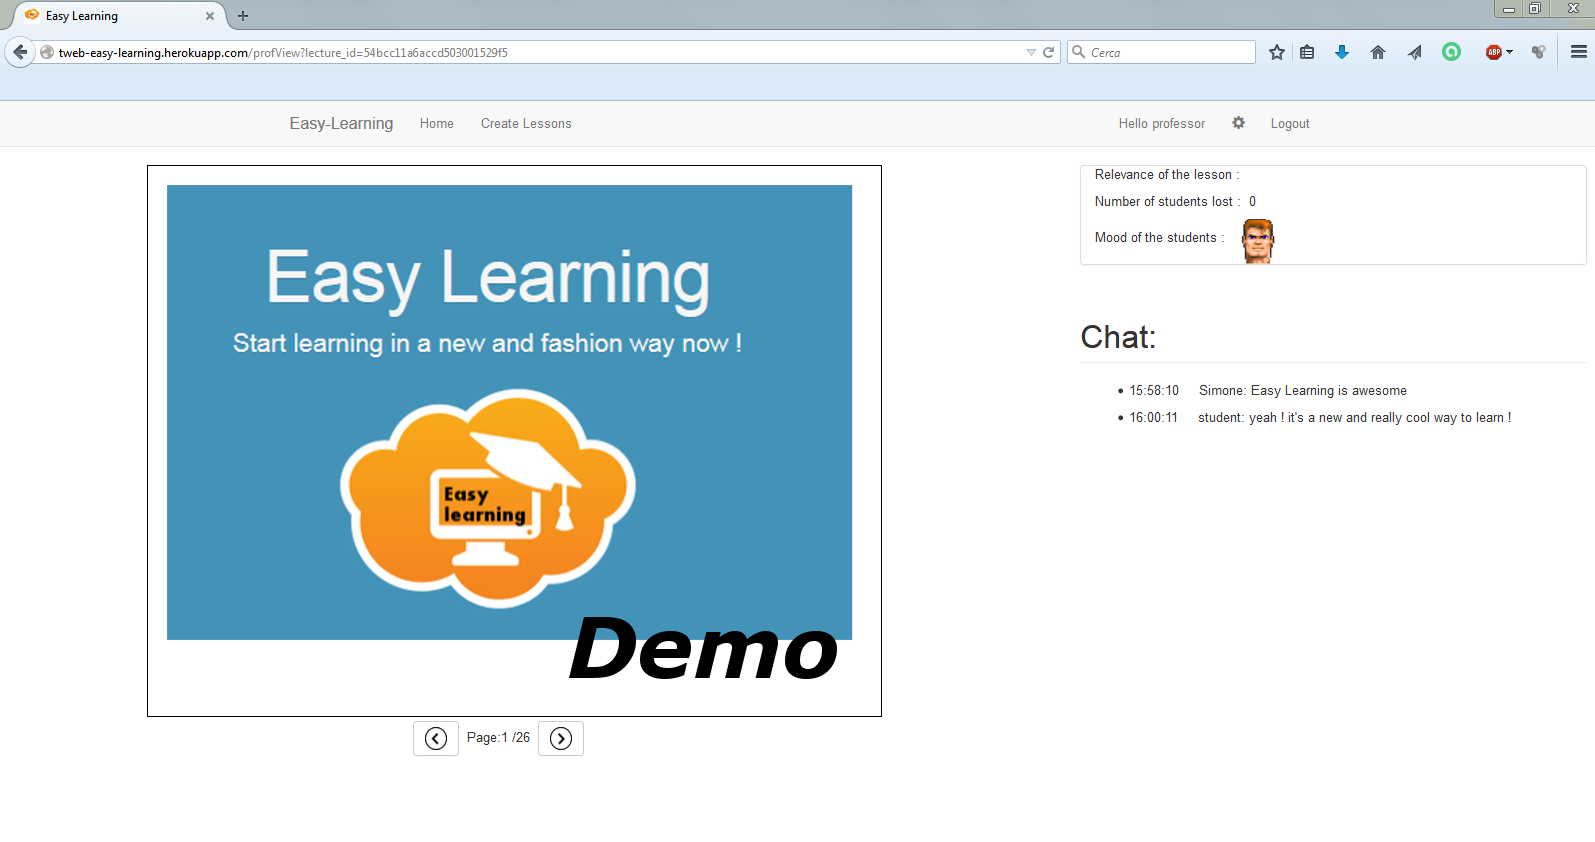 Easy Learning
tweb-easy-learning.herokuapp.com/profView?lecture_id=54bcc11a6accd503001529f5
Cerca
ABP
Easy-Learning Home Create Lessons Hello professor Logout
Easy Learning
Start learning in a new and fashion way now !
Easy
learning
Demo
Page:1 /26
Relevance of the lesson :
Number of students lost : 0
Mood of the students :
Chat:
15:58:10 Simone: Easy Learning is awesome
16:00:11 student: yeah ! it's a new and really cool way to learn !